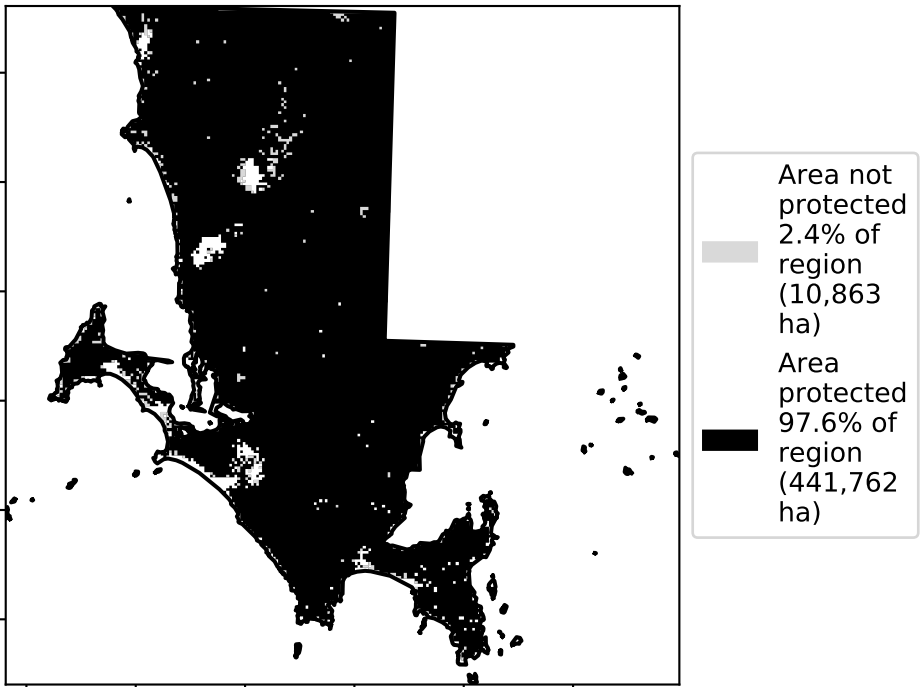 Area not
protected
2.4% of
region
(10,863
ha)
Area
protected
97.6% of
region
(441,762
ha)